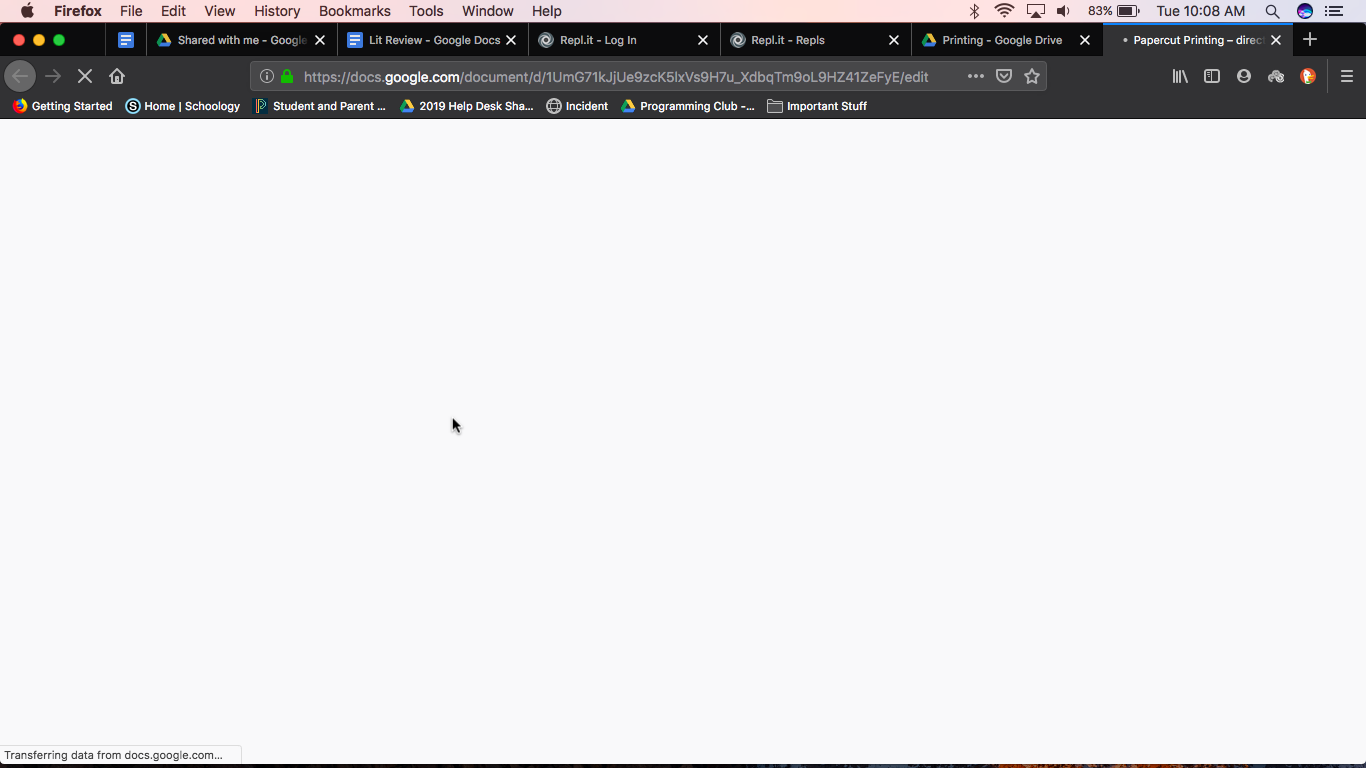 Firefox File Edit View History Bookmarks Tools Window Help 83% Tue 10:08 AM
Shared with me - Google Lit Review - Google Docs Repl.it - Log In Repl.it - Repls Printing - Google Drive Papercut Printing – direc
https://docs.google.com/document/d/1UmG71kJjUe9zcK5lxVs9H7u_XdbqTm9oL9HZ41ZeFyE/edit
Getting Started Home | Schoology Student and Parent ... 2019 Help Desk Sha... Incident Programming Club -... Important Stuff
Transferring data from docs.google.com...